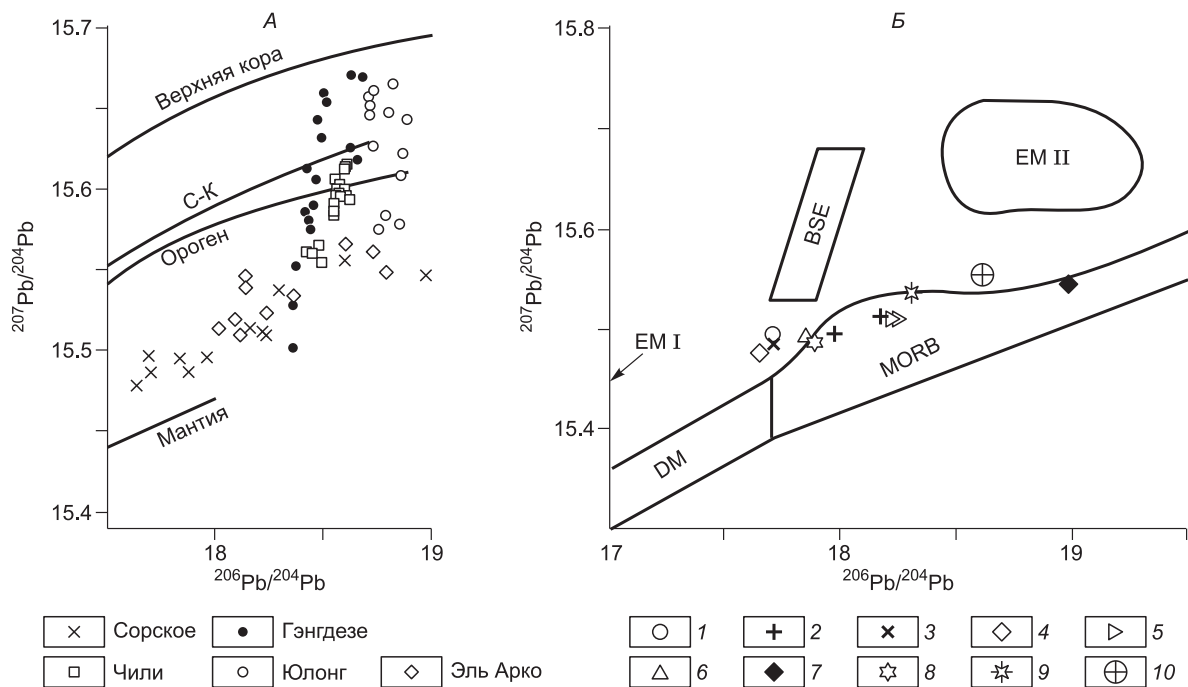 А
15.7
15.6
15.5
15.4
18
19
²⁰⁷Pb/²⁰⁴Pb
²⁰⁶Pb/²⁰⁴Pb
Верхняя кора
С-К
Ороген
Мантия
Сорское
Гэнгдезе
Чили
Юлонг
Эль Арко
Б
15.8
15.6
15.4
17
18
19
²⁰⁷Pb/²⁰⁴Pb
²⁰⁶Pb/²⁰⁴Pb
EM II
BSE
EM I
MORB
DM
1
2
3
4
5
6
7
8
9
10